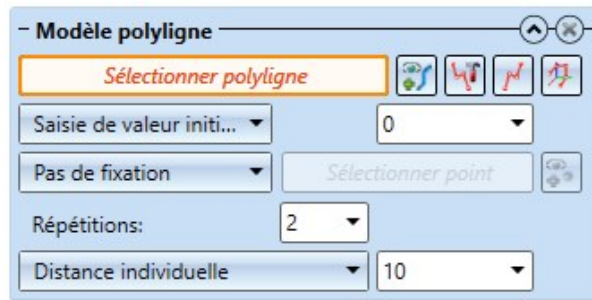 Modèle polyligne
Sélectionner polyligne
Saisie de valeur initi... 0
Pas de fixation Sélectionner point
Répétitions: 2
Distance individuelle 10